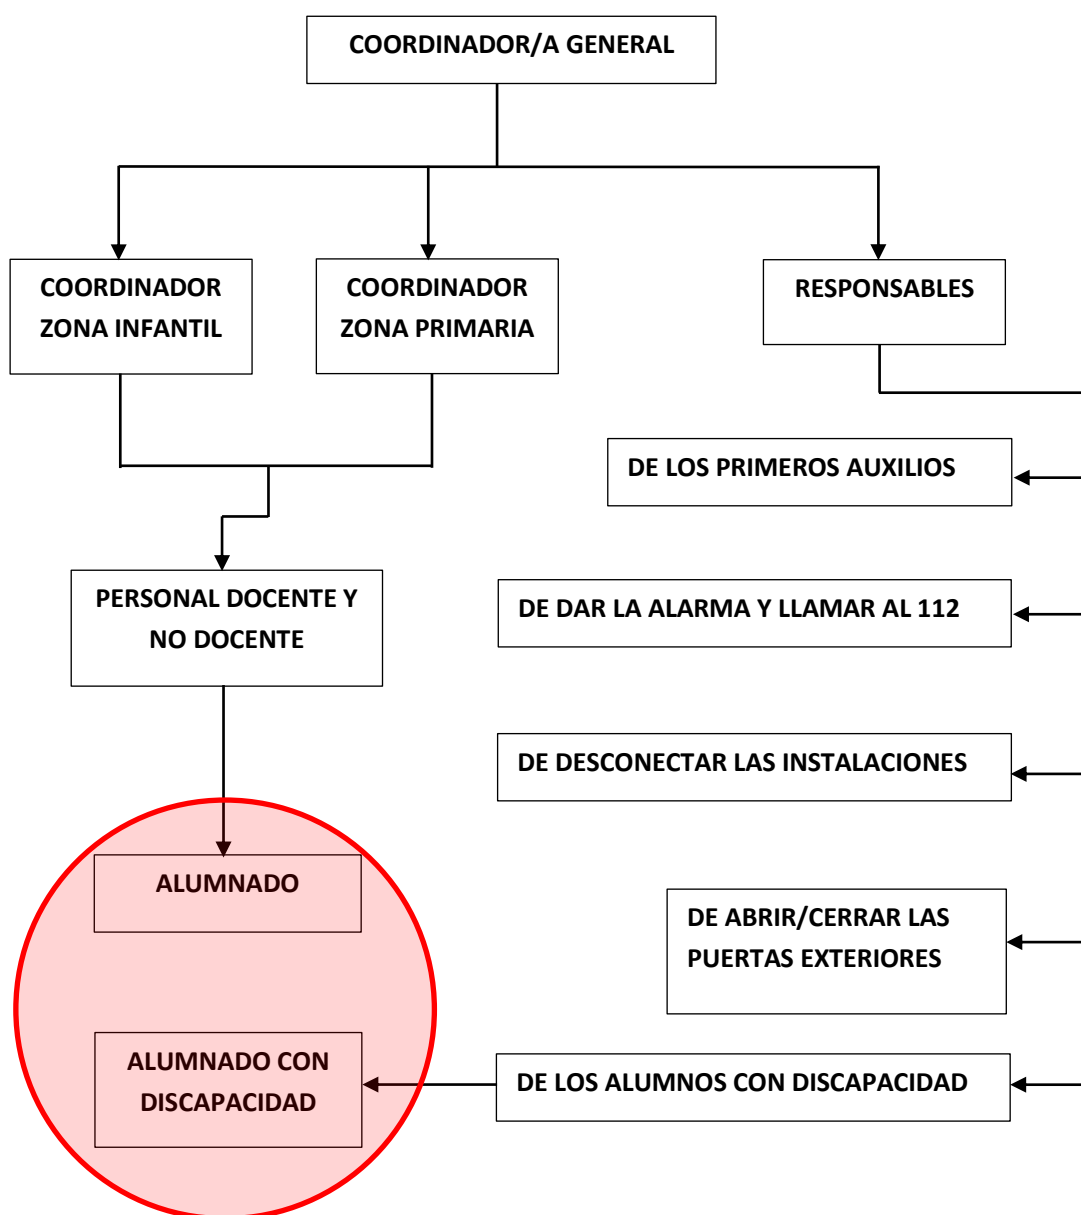 COORDINADOR/A GENERAL
COORDINADOR
ZONA INFANTIL
COORDINADOR
ZONA PRIMARIA
RESPONSABLES
DE LOS PRIMEROS AUXILIOS
DE DAR LA ALARMA Y LLAMAR AL 112
PERSONAL DOCENTE Y
NO DOCENTE
DE DESCONECTAR LAS INSTALACIONES
ALUMNADO
DE ABRIR/CERRAR LAS
PUERTAS EXTERIORES
ALUMNADO CON
DISCAPACIDAD
DE LOS ALUMNOS CON DISCAPACIDAD